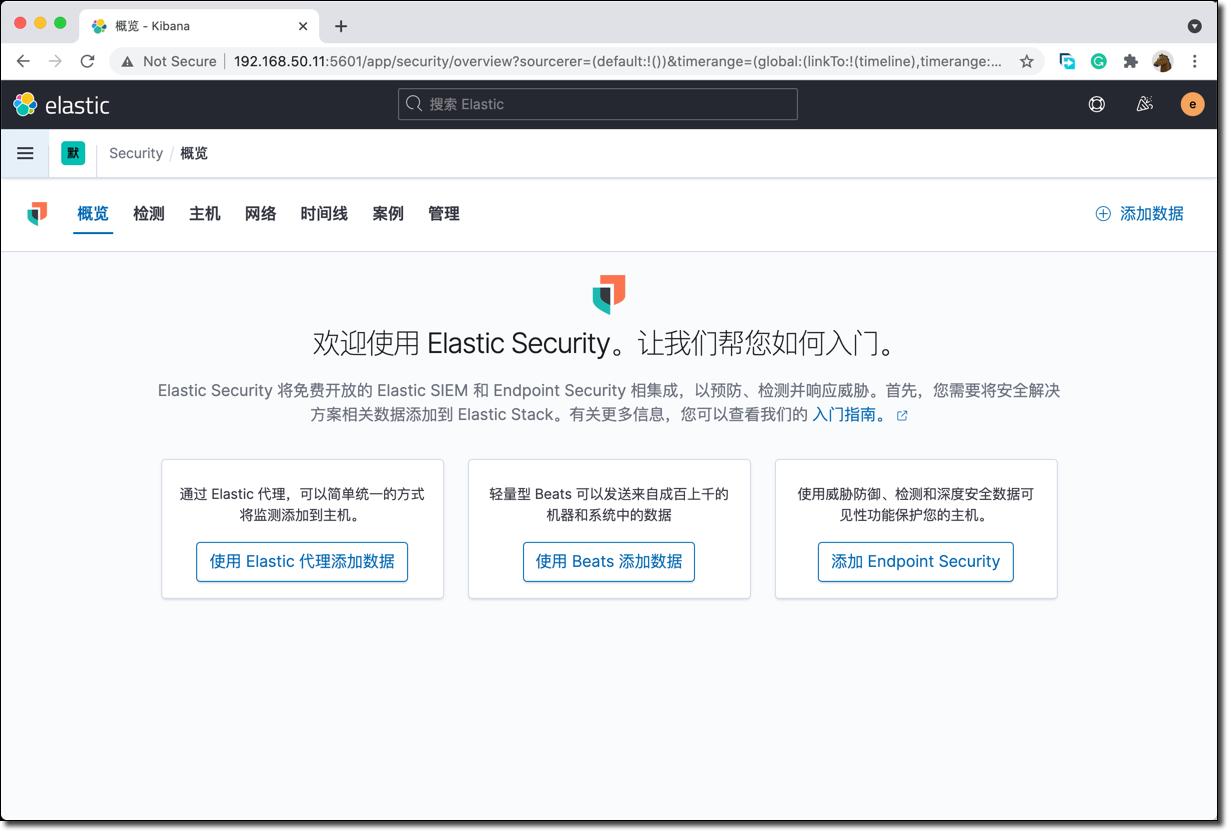 概览 - Kibana
Not Secure
192.168.50.11:5601/app/security/overview?sourcerer=(default:!())&timerange=(global:(linkTo:!(timeline),timerange:...
elastic
搜索 Elastic
e
默
Security / 概览
概览 检测 主机 网络 时间线 案例 管理
添加数据
欢迎使用 Elastic Security。让我们帮您如何入门。
Elastic Security 将免费开放的 Elastic SIEM 和 Endpoint Security 相集成，以预防、检测并响应威胁。首先，您需要将安全解决
方案相关数据添加到 Elastic Stack。有关更多信息，您可以查看我们的 入门指南。
通过 Elastic 代理，可以简单统一的方式
将监测添加到主机。
使用 Elastic 代理添加数据
轻量型 Beats 可以发送来自成百上千的
机器和系统中的数据
使用 Beats 添加数据
使用威胁防御、检测和深度安全数据可
见性功能保护您的主机。
添加 Endpoint Security